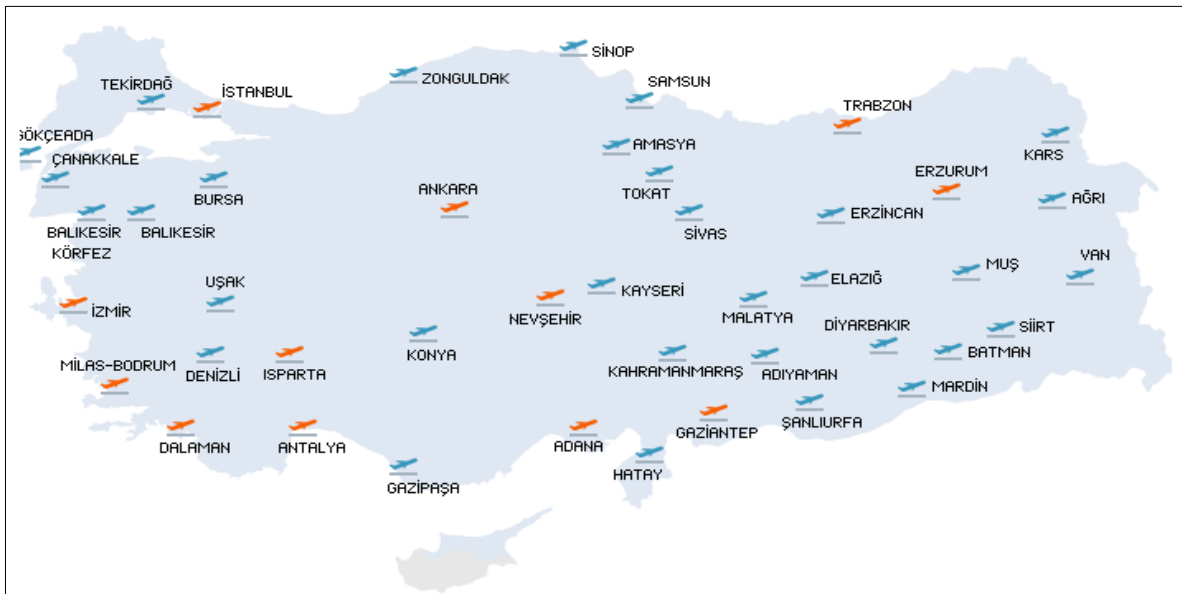 SİNOP
ZONGULDAK
TEKİRDAĞ
İSTANBUL
SAMSUN
TRABZON
GÖKÇEADA
ÇANAKKALE
AMASYA
KARS
TOKAT
ERZURUM
ANKARA
BURSA
AĞRI
ERZİNCAN
BALIKESİR
KÖRFEZ
BALIKESİR
SİVAS
VAN
MUŞ
ELAZIĞ
UŞAK
KAYSERİ
MALATYA
İZMİR
NEVŞEHİR
DİYARBAKIR
SİİRT
KONYA
BATMAN
MİLAS-BODRUM
DENİZLİ
ISPARTA
KAHRAMANMARAŞ
ADIYAMAN
MARDİN
ŞANLIURFA
GAZİANTEP
DALAMAN
ANTALYA
ADANA
HATAY
GAZİPAŞA